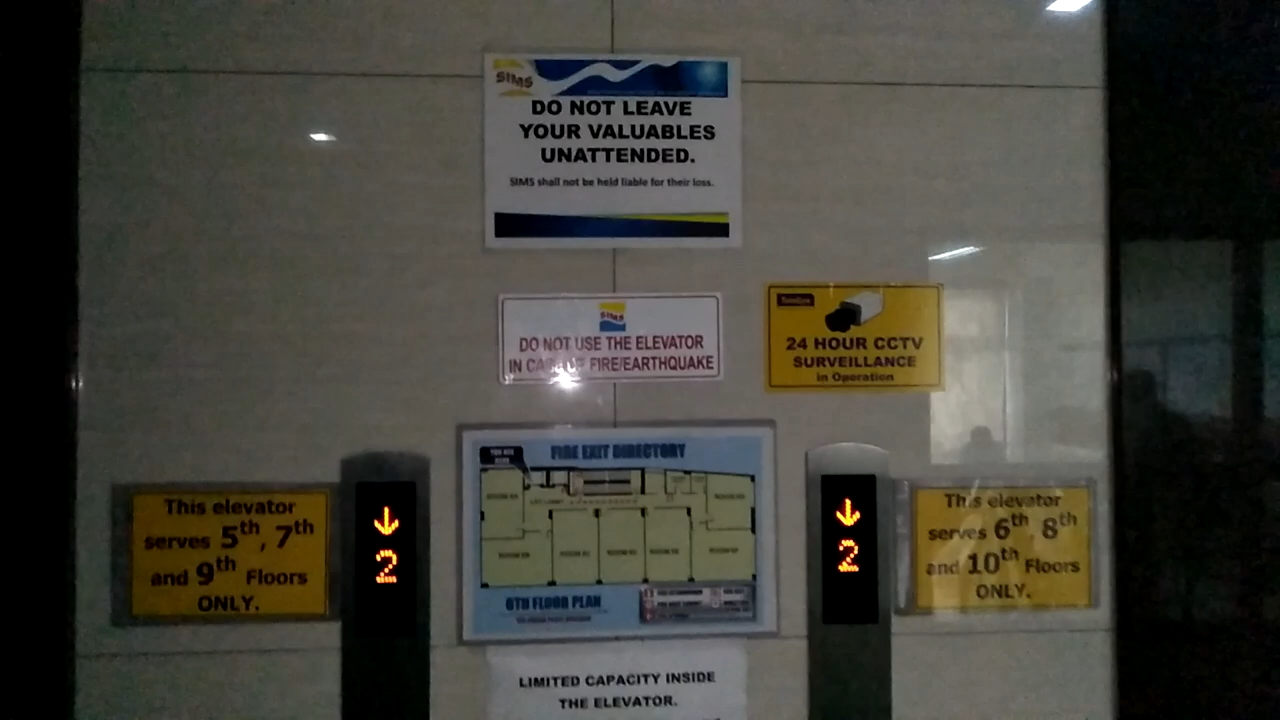 SIMS
DO NOT LEAVE
YOUR VALUABLES
UNATTENDED.
SIMS shall not be held liable for their loss.
SIMS
DO NOT USE THE ELEVATOR
IN CASE OF FIRE/EARTHQUAKE
24 HOUR CCTV
SURVEILLANCE
in Operation
FIRE EXIT DIRECTORY
YOU ARE
HERE
6TH FLOOR PLAN
This elevator
serves 5th, 7th
and 9th Floors
ONLY.
2
2
This elevator
serves 6th 8th
and 10th Floors
ONLY.
LIMITED CAPACITY INSIDE
THE ELEVATOR.